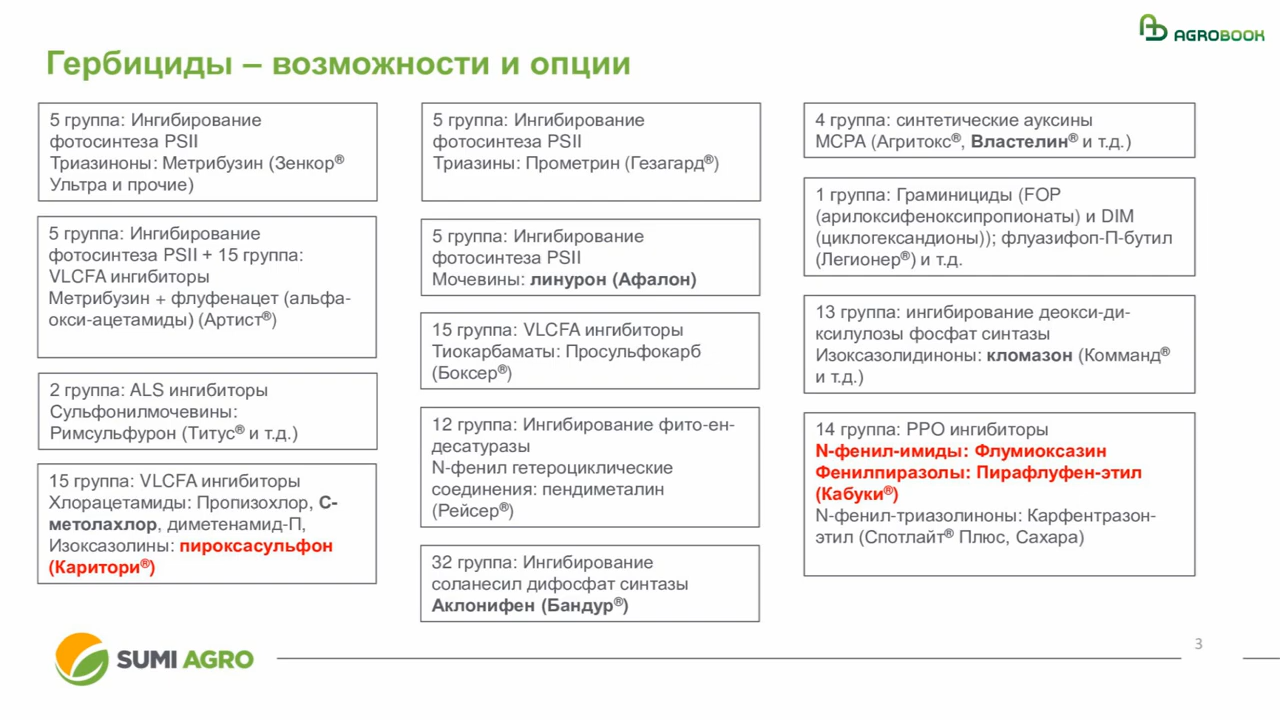 AGROBOOK
Гербициды – возможности и опции
5 группа: Ингибирование
фотосинтеза PSII
Триазиноны: Метрибузин (Зенкор®
Ультра и прочие)
5 группа: Ингибирование
фотосинтеза PSII + 15 группа:
VLCFA ингибиторы
Метрибузин + флуфенацет (альфа-
окси-ацетамиды) (Артист®)
2 группа: ALS ингибиторы
Сульфонилмочевины:
Римсульфурон (Титус® и т.д.)
15 группа: VLCFA ингибиторы
Хлорацетамиды: Пропизохлор, С-
метолахлор, диметенамид-П,
Изоксазолины: пироксасульфон
(Каритори®)
5 группа: Ингибирование
фотосинтеза PSII
Триазины: Прометрин (Гезагард®)
5 группа: Ингибирование
фотосинтеза PSII
Мочевины: линурон (Афалон)
15 группа: VLCFA ингибиторы
Тиокарбаматы: Просульфокарб
(Боксер®)
12 группа: Ингибирование фито-ен-
десатуразы
N-фенил гетероциклические
соединения: пендиметалин
(Рейсер®)
32 группа: Ингибирование
соланесил дифосфат синтазы
Аклонифен (Бандур®)
4 группа: синтетические ауксины
МСРА (Агритокс®, Властелин® и т.д.)
1 группа: Граминициды (FOP
(арилоксифеноксипропионаты) и DIM
(циклогександионы)); флуазифоп-П-бутил
(Легионер®) и т.д.
13 группа: ингибирование деокси-ди-
ксилулозы фосфат синтазы
Изоксазолидиноны: кломазон (Комманд®
и т.д.)
14 группа: PPO ингибиторы
N-фенил-имиды: Флумиоксазин
Фенилпиразолы: Пирафлуфен-этил
(Кабуки®)
N-фенил-триазолиноны: Карфентразон-
этил (Спотлайт® Плюс, Сахара)
SUMI AGRO
3